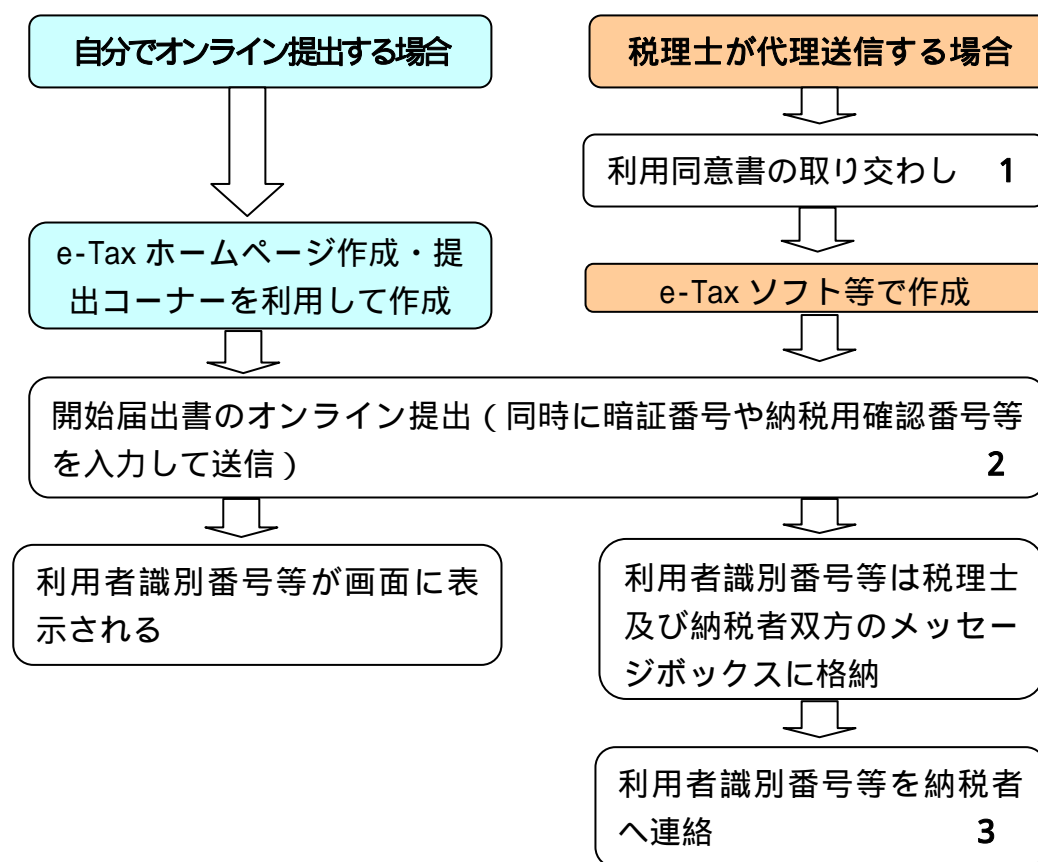 自分でオンライン提出する場合
税理士が代理送信する場合
利用同意書の取り交わし 1
e-Tax ホームページ作成・提
出コーナーを利用して作成
e-Tax ソフト等で作成
開始届出書のオンライン提出(同時に暗証番号や納税用確認番号等
を入力して送信) 2
利用者識別番号等が画面に表
示される
利用者識別番号等は税理士
及び納税者双方のメッセー
ジボックスに格納
利用者識別番号等を納税者
へ連絡 3